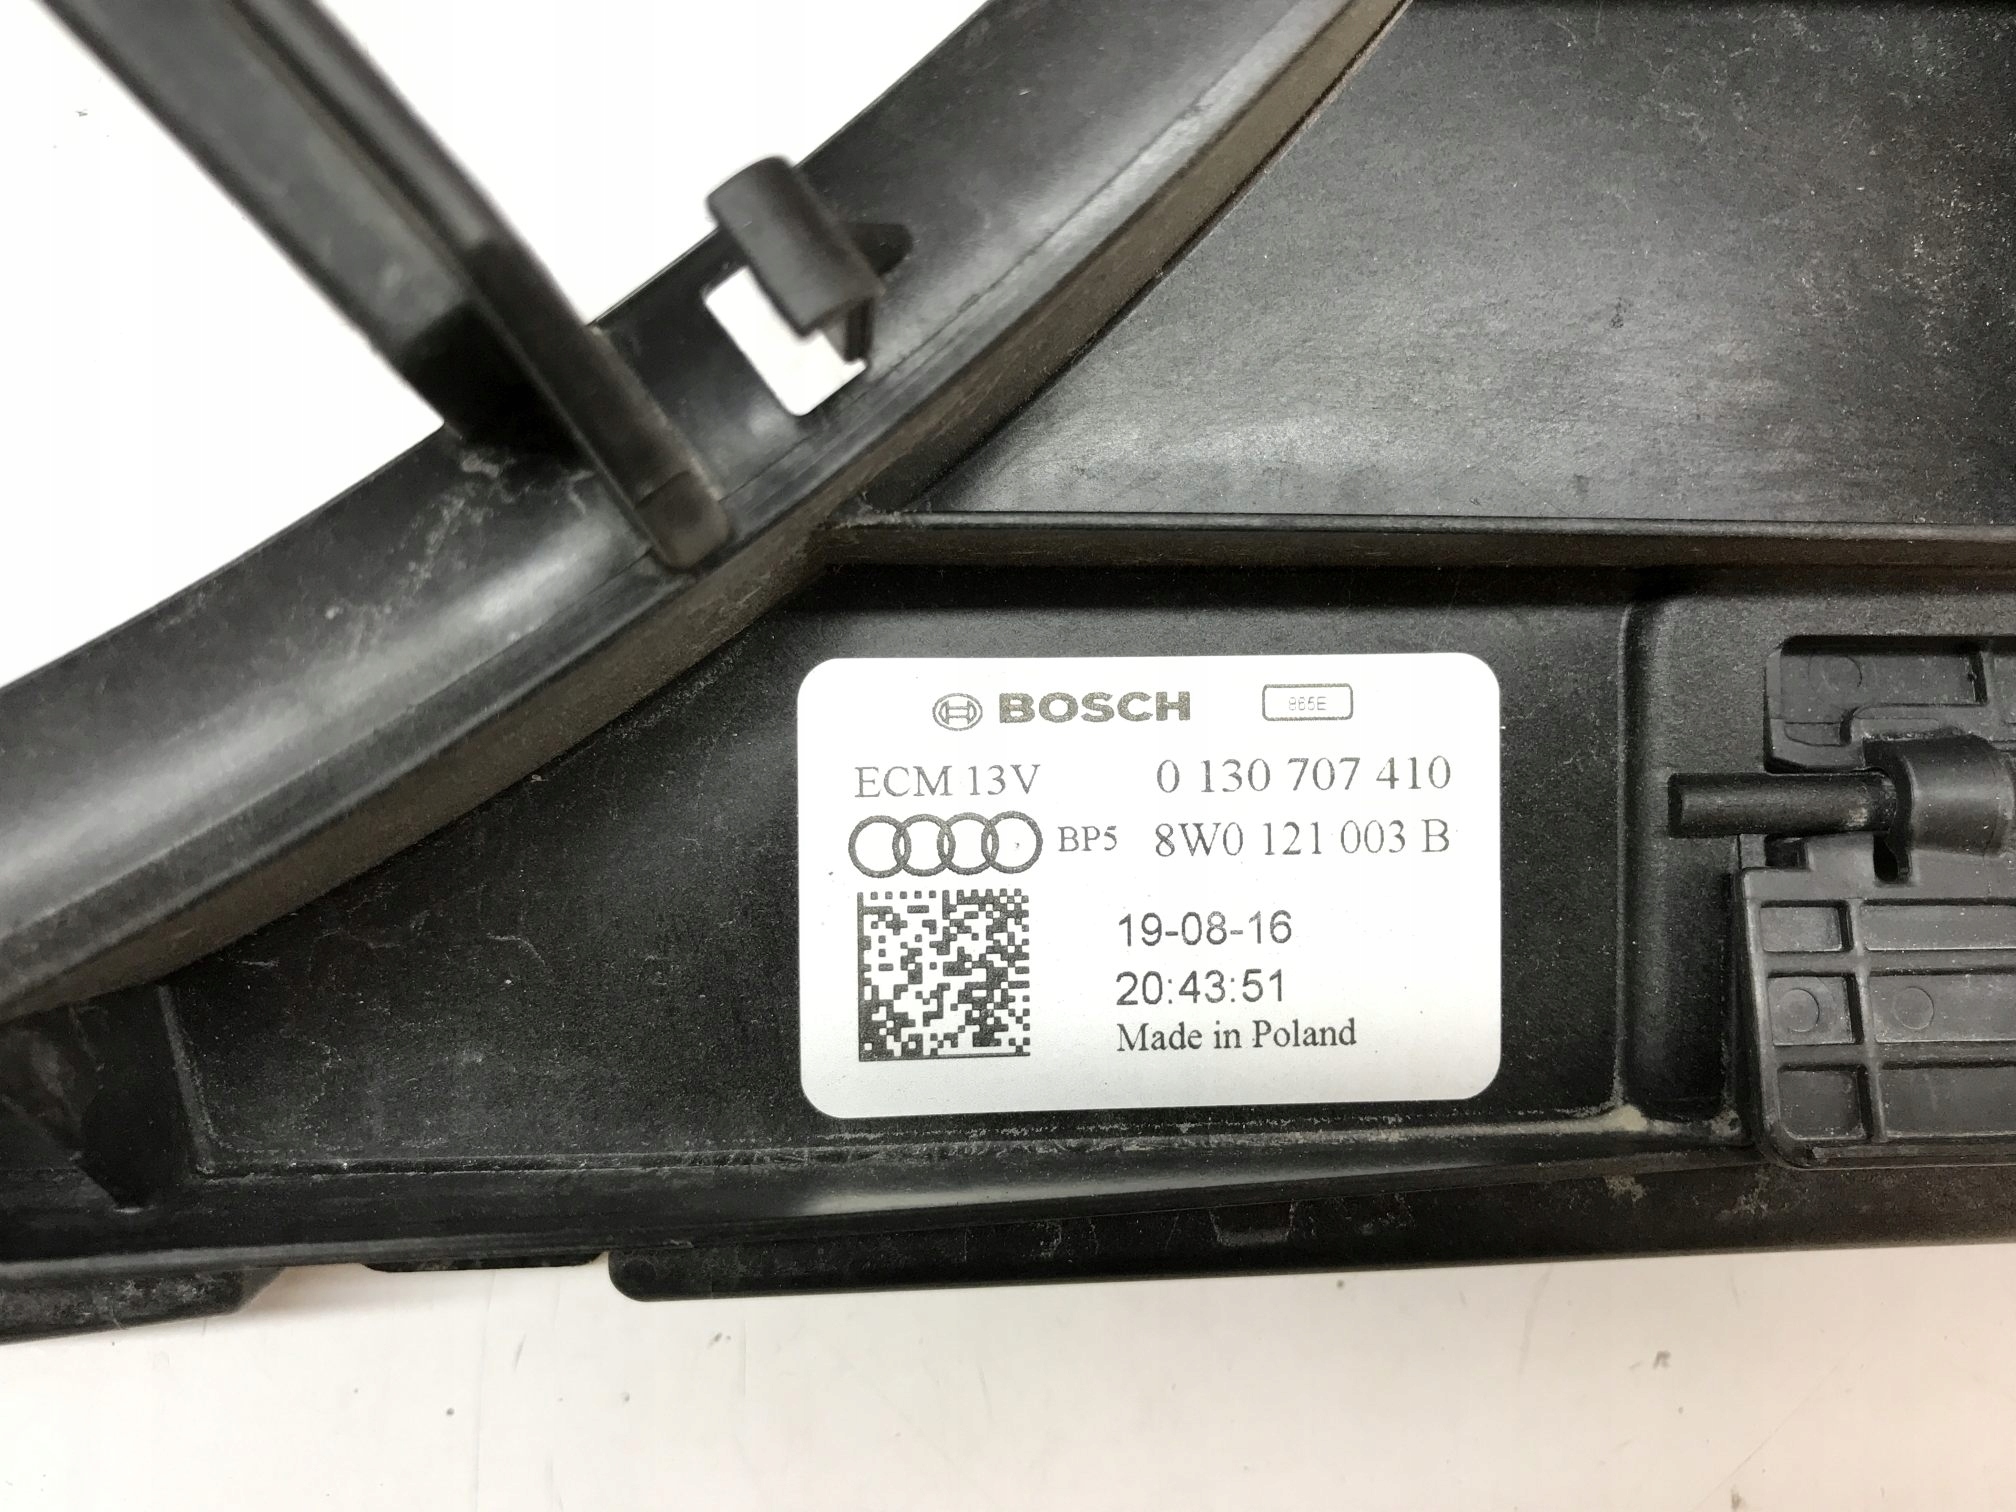 BOSCH 865E
ECM 13V 0 130 707 410
BP5 8W0 121 003 B
19-08-16
20:43:51
Made in Poland